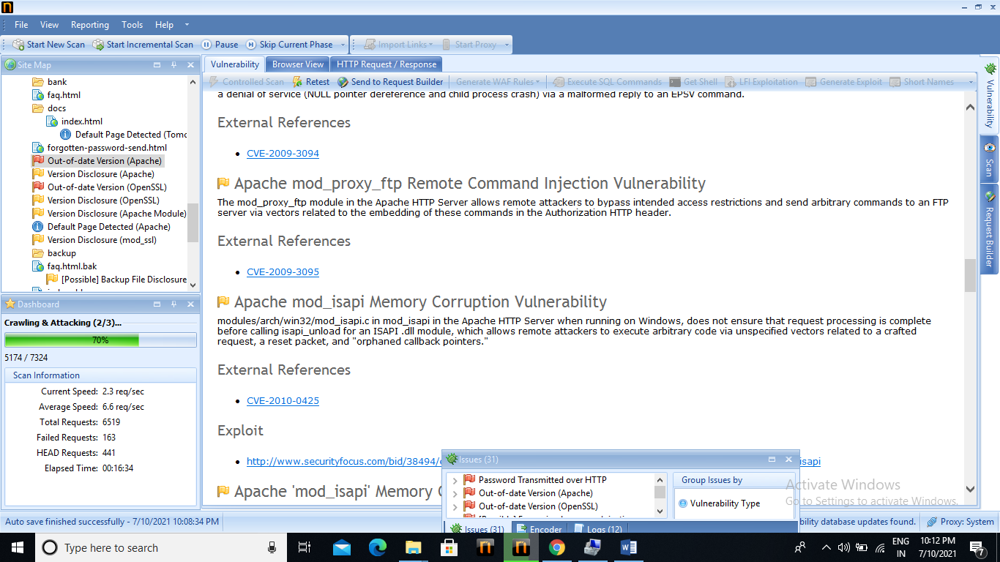 n
File View Reporting Tools Help
Start New Scan Start Incremental Scan Pause Skip Current Phase Import Links Start Proxy
Site Map
bank
faq.html
docs
index.html
Default Page Detected (Tomc
forgotten-password-send.html
Out-of-date Version (Apache)
Version Disclosure (Apache)
Out-of-date Version (OpenSSL)
Version Disclosure (OpenSSL)
Version Disclosure (Apache Module)
Default Page Detected (Apache)
Version Disclosure (mod_ssl)
backup
faq.html.bak
[Possible] Backup File Disclosure
Dashboard
Crawling & Attacking (2/3)...
70%
5174 / 7324
Scan Information
Current Speed: 2.3 req/sec
Average Speed: 6.6 req/sec
Total Requests: 6519
Failed Requests: 163
HEAD Requests: 441
Elapsed Time: 00:16:34
Vulnerability Browser View HTTP Request / Response
Controlled Scan Retest Send to Request Builder Generate WAF Rules Execute SQL Commands Get Shell LFI Exploitation Generate Exploit Short Names
a denial of service (NULL pointer dereference and child process crash) via a malformed reply to an EPSV command.
External References
• CVE-2009-3094
Apache mod_proxy_ftp Remote Command Injection Vulnerability
The mod_proxy_ftp module in the Apache HTTP Server allows remote attackers to bypass intended access restrictions and send arbitrary commands to an FTP
server via vectors related to the embedding of these commands in the Authorization HTTP header.
External References
• CVE-2009-3095
Apache mod_isapi Memory Corruption Vulnerability
modules/arch/win32/mod_isapi.c in mod_isapi in the Apache HTTP Server when running on Windows, does not ensure that request processing is complete
before calling isapi_unload for an ISAPI .dll module, which allows remote attackers to execute arbitrary code via unspecified vectors related to a crafted
request, a reset packet, and "orphaned callback pointers."
External References
• CVE-2010-0425
Exploit
• http://www.securityfocus.com/bid/38494/e
isapi
Apache 'mod_isapi' Memory C
Vulnerability
Scan
Request Builder
Issues (31)
Password Transmitted over HTTP
Out-of-date Version (Apache)
Out-of-date Version (OpenSSL)
Group Issues by
Vulnerability Type
Issues (31) Encoder Logs (12)
Activate Windows
Go to Settings to activate Windows.
Auto save finished successfully - 7/10/2021 10:08:34 PM
bility database updates found. Proxy: System
Type here to search
ENG
IN
10:12 PM
7/10/2021
7